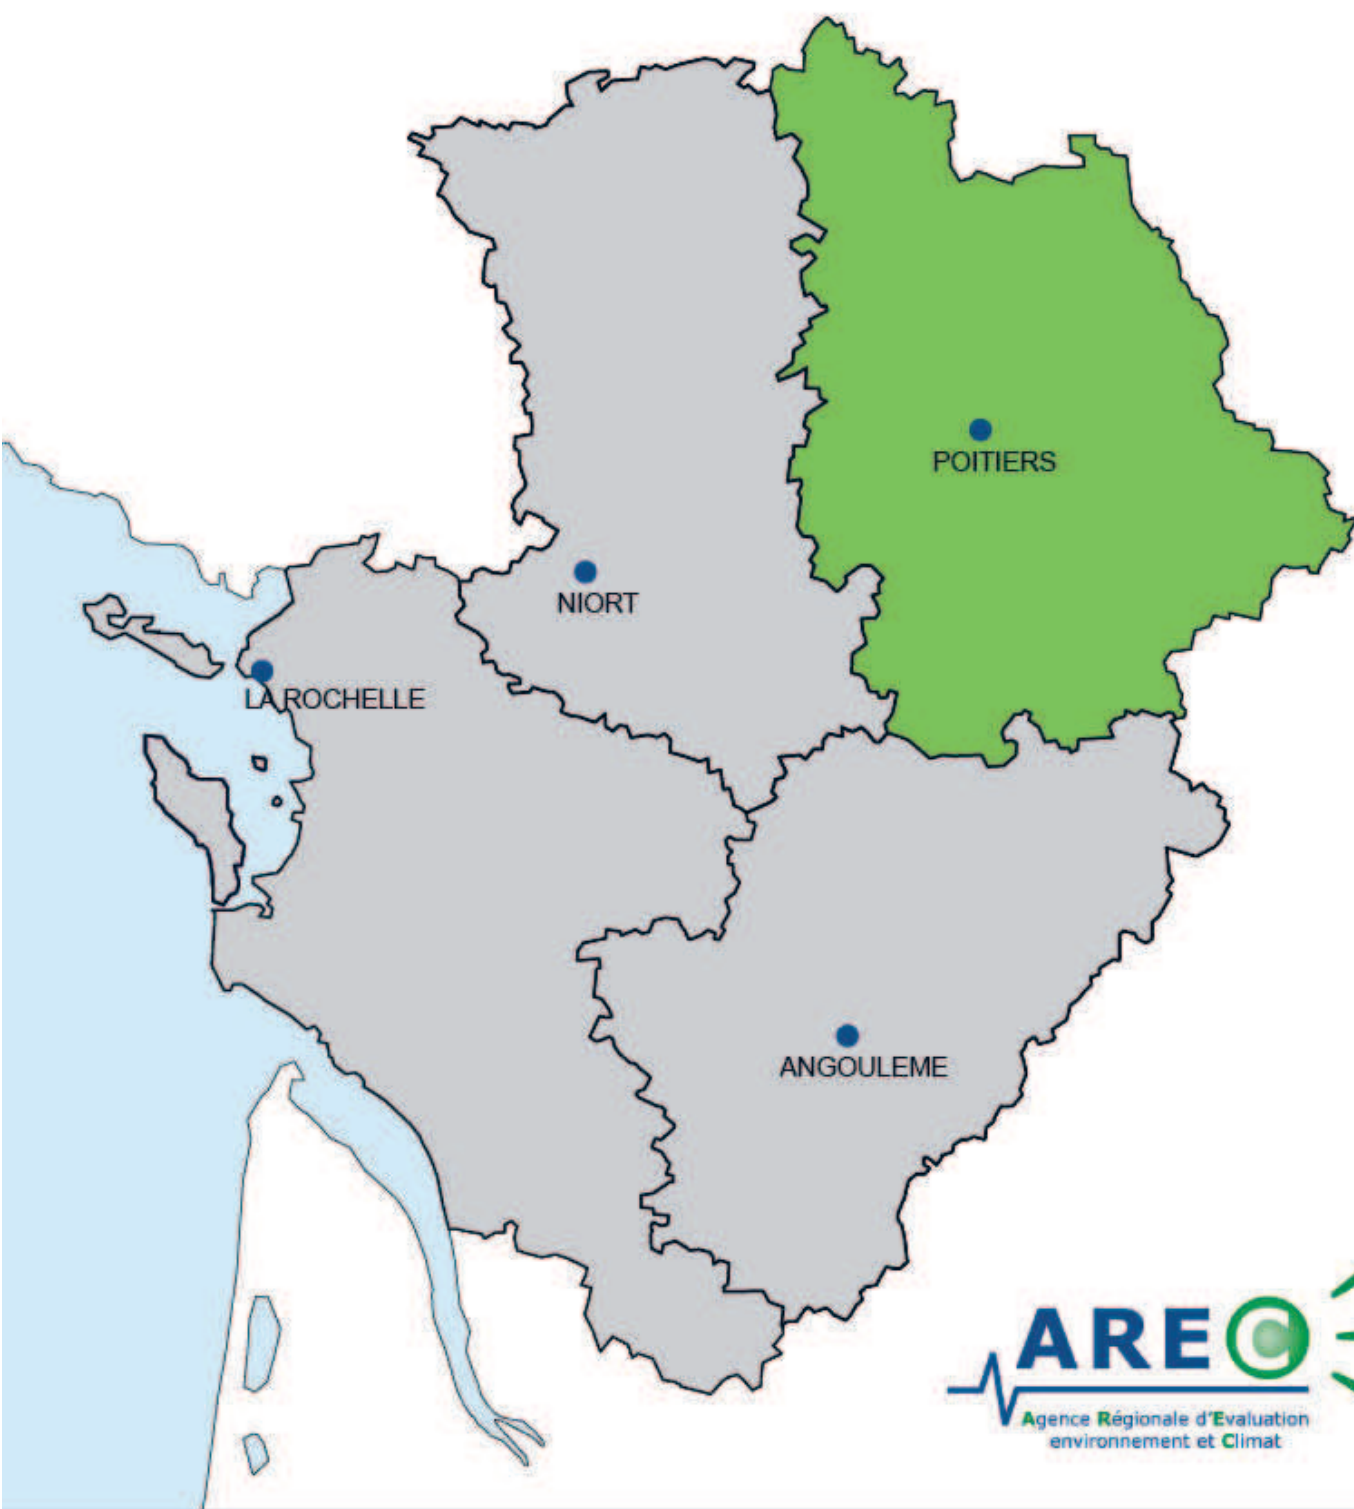 POITIERS
NIORT
LA ROCHELLE
ANGOULEME
AREC
Agence Régionale d'Evaluation
environnement et Climat